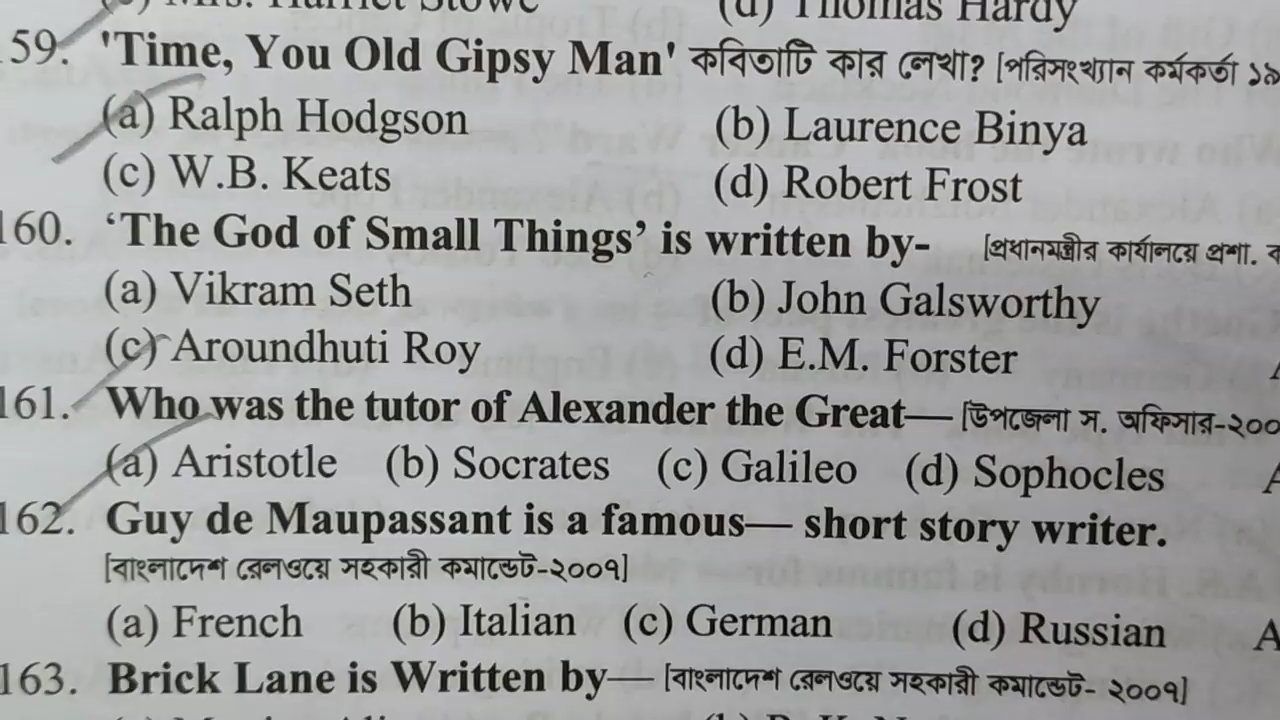 (d) Thomas Hardy
59. 'Time, You Old Gipsy Man' কবিতাটি কার লেখা? [পরিসংখ্যান কর্মকর্তা ১৯
(a) Ralph Hodgson (b) Laurence Binya
(c) W.B. Keats (d) Robert Frost
160. ‘The God of Small Things’ is written by- [প্রধানমন্ত্রীর কার্যালয়ে প্রশা. ক
(a) Vikram Seth (b) John Galsworthy
(c) Aroundhuti Roy (d) E.M. Forster
161. Who was the tutor of Alexander the Great— [উপজেলা স. অফিসার-২০০
(a) Aristotle (b) Socrates (c) Galileo (d) Sophocles
162. Guy de Maupassant is a famous— short story writer.
[বাংলাদেশ রেলওয়ে সহকারী কমান্ডেট-২০০৭]
(a) French (b) Italian (c) German (d) Russian A
163. Brick Lane is Written by— [বাংলাদেশ রেলওয়ে সহকারী কমান্ডেট- ২০০৭]